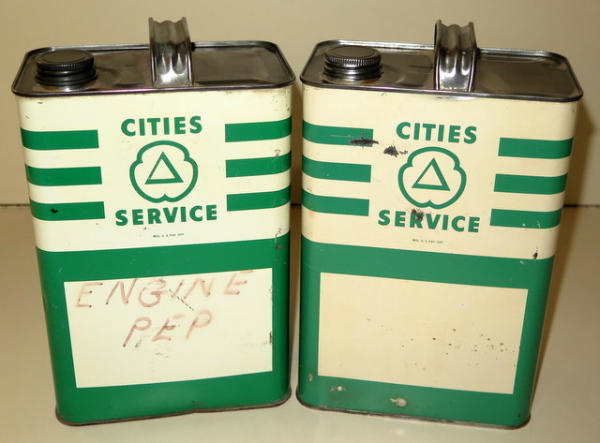 CITIES
SERVICE
ENGINE
PEP
CITIES
SERVICE